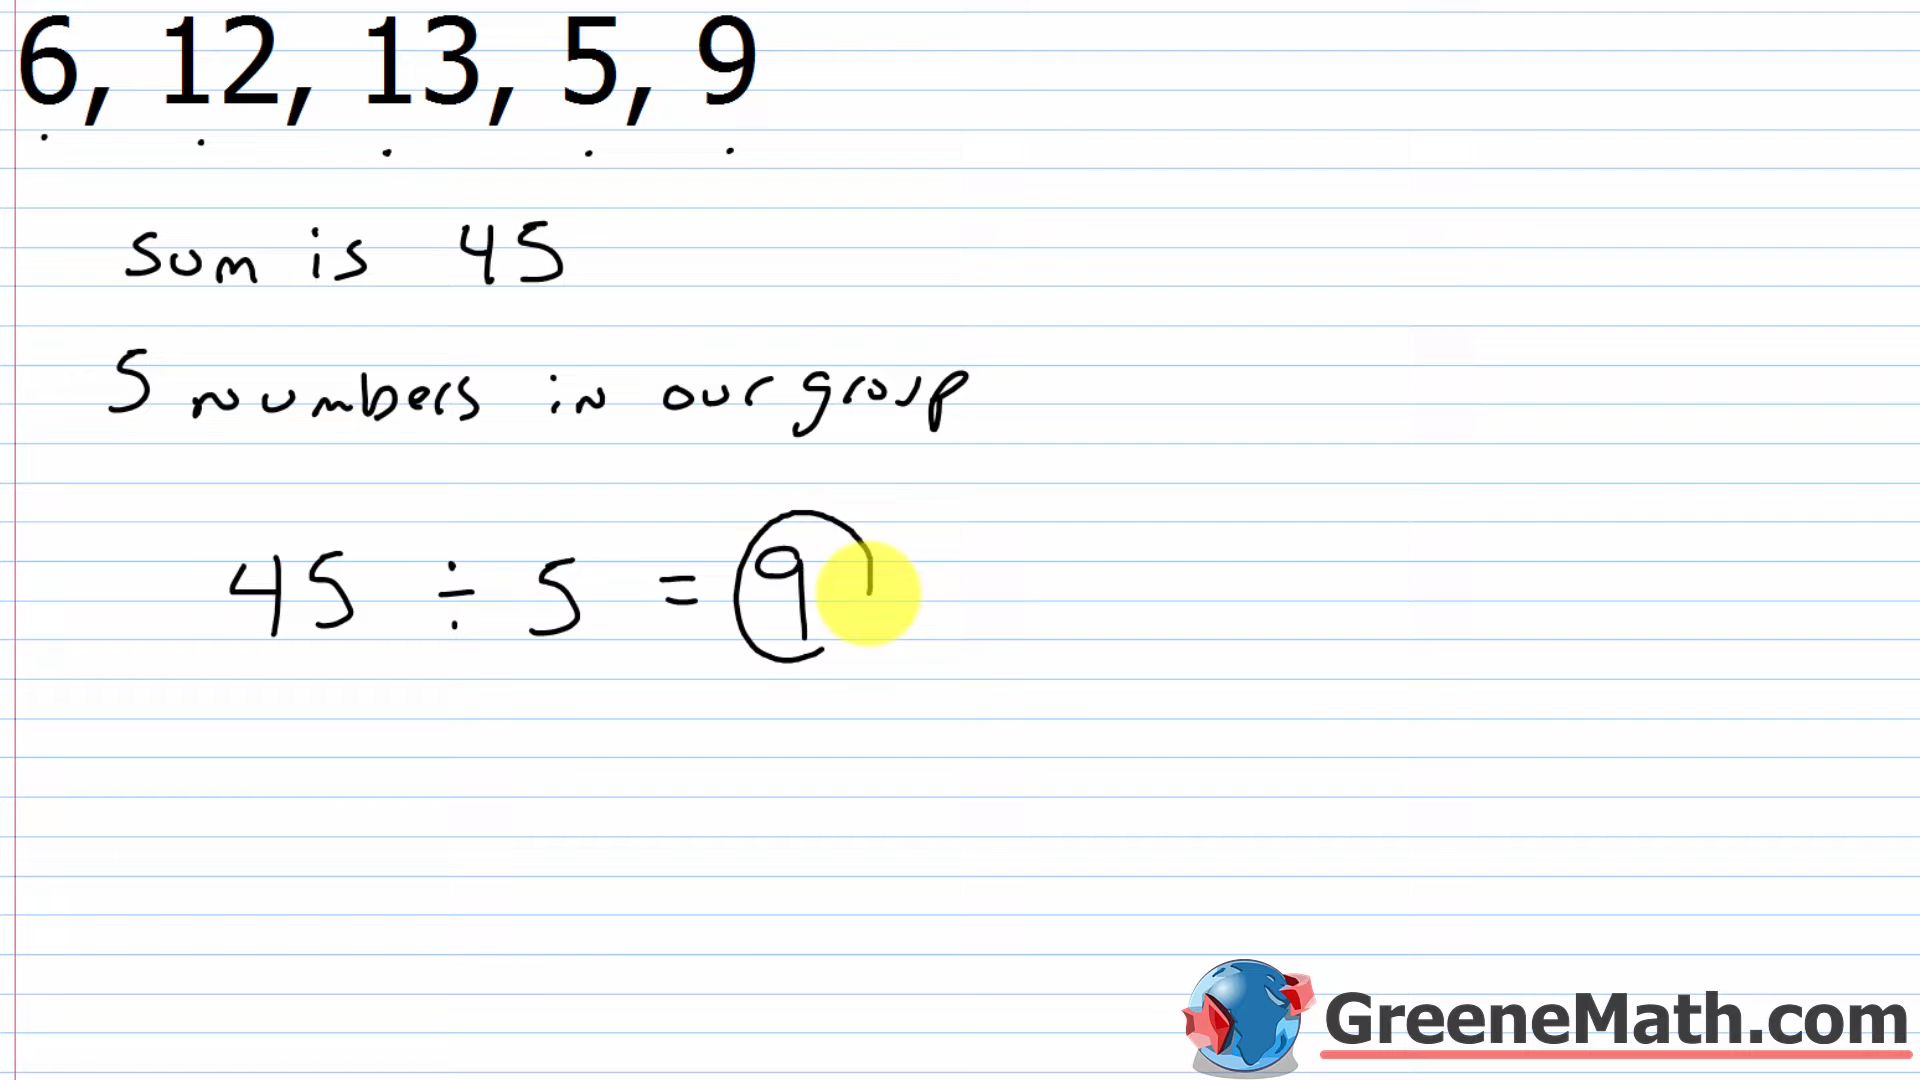 6, 12, 13, 5, 9
sum is 45
5 numbers in our group
45 ÷ 5 = 9
GreeneMath.com